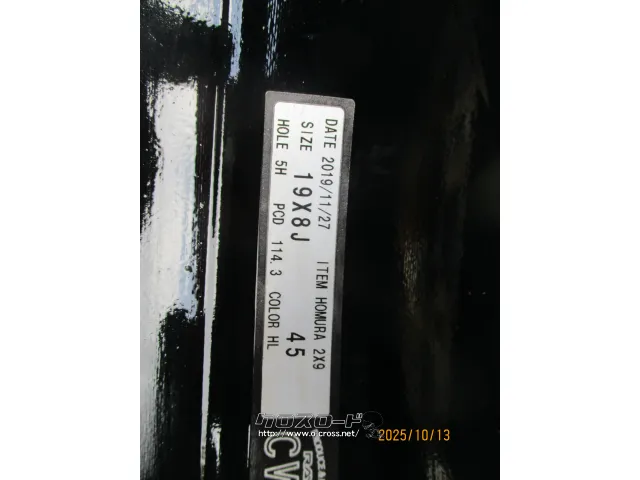 DATE 2019/11/27 ITEM HOMURA 2X9
SIZE 19X8J 45
HOLE 5H PCD 114.3 COLOR HL
クロスロード
http://www.o-cross.net/
2025/10/13